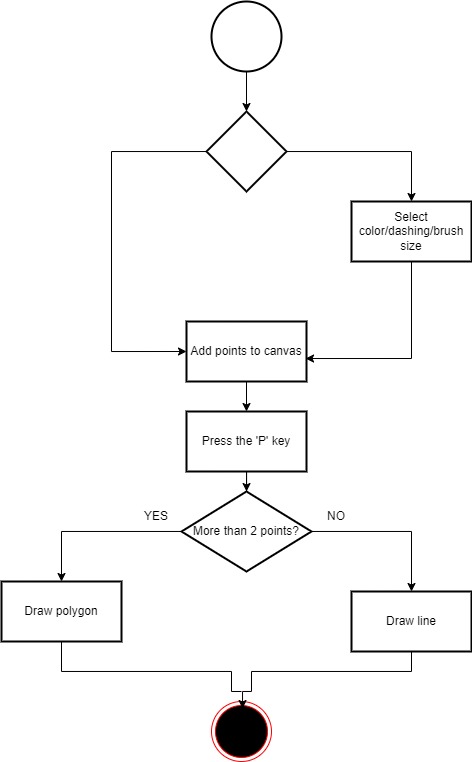 Select
color/dashing/brush
size
Add points to canvas
Press the 'P' key
YES
NO
More than 2 points?
Draw polygon
Draw line